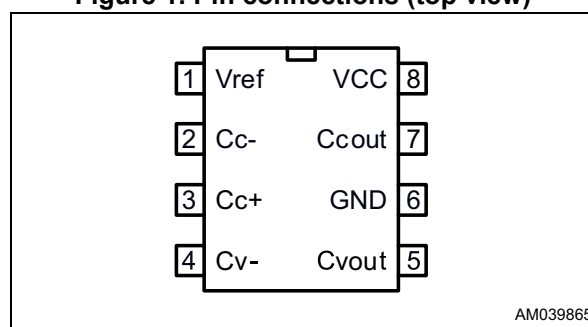 Figure 1. Pin connections (top view)
1 Vref VCC 8
2 Cc- Ccout 7
3 Cc+ GND 6
4 Cv- Cvout 5
AM039865